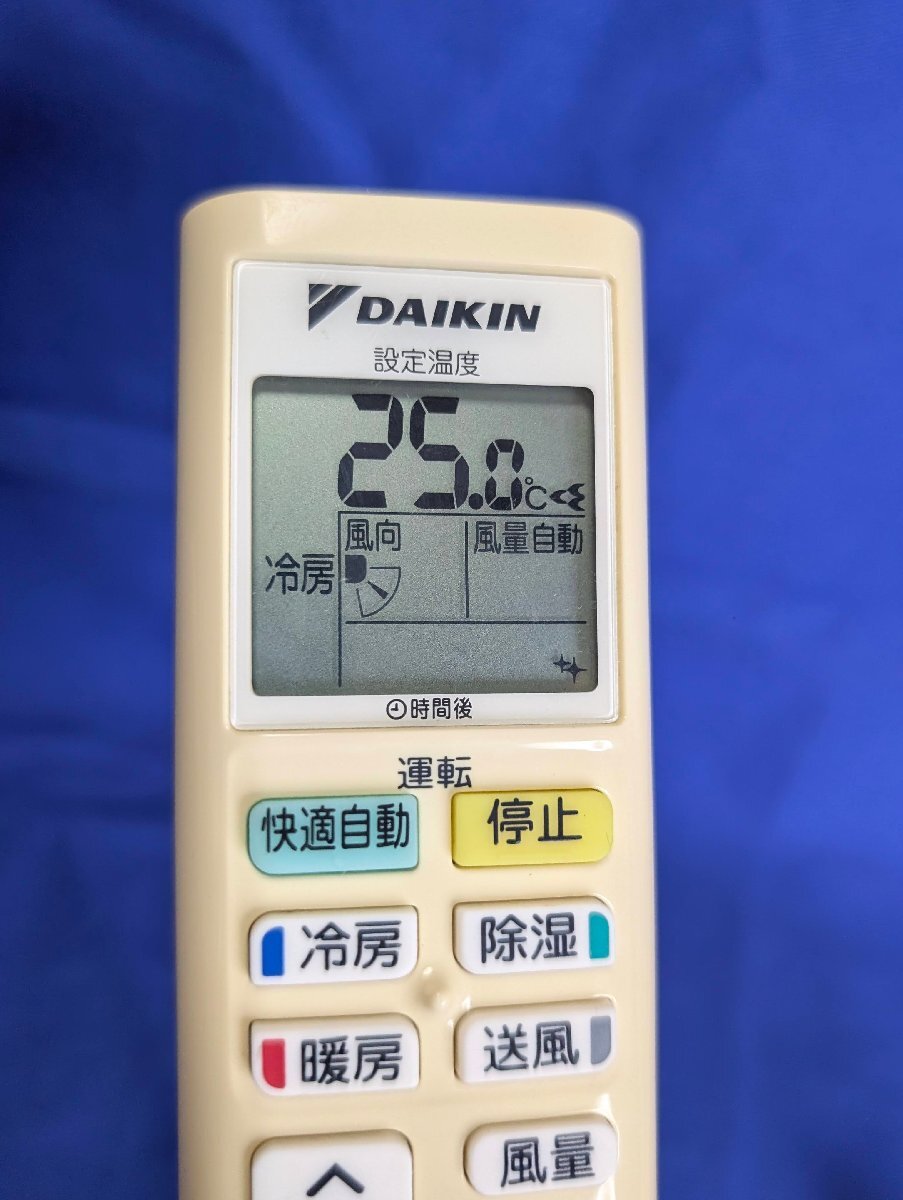 DAIKIN
設定温度
25.0℃
風向 風量自動
冷房
時間後
運転
快適自動 停止
冷房 除湿
暖房 送風
風量